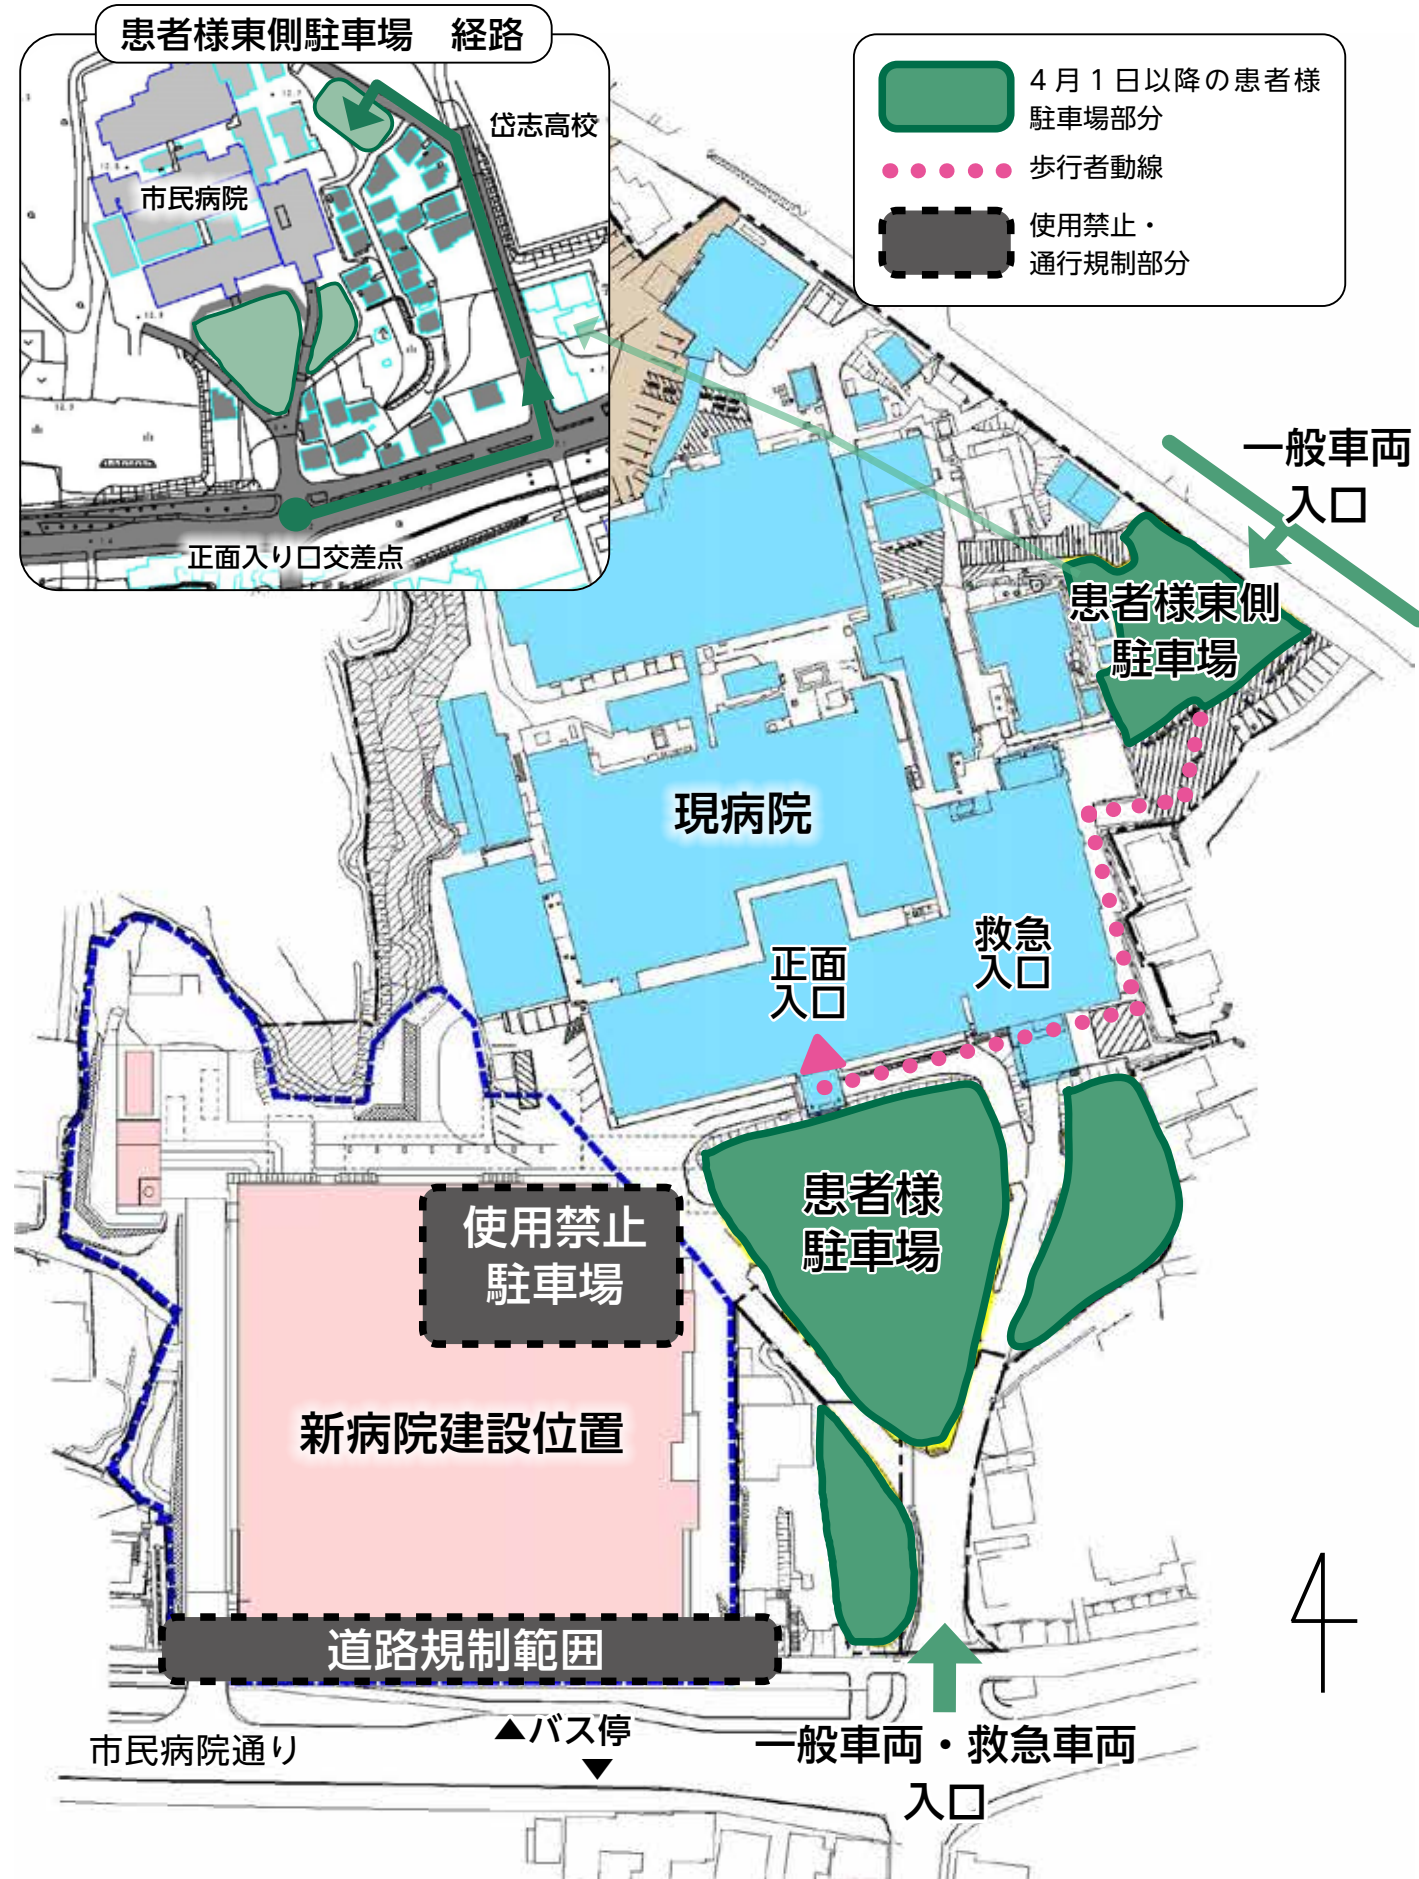 患者様東側駐車場　経路
岱志高校
市民病院
正面入り口交差点
４月１日以降の患者様
駐車場部分
歩行者動線
使用禁止・
通行規制部分
一般車両
入口
患者様東側
駐車場
現病院
救急
入口
正面
入口
患者様
駐車場
使用禁止
駐車場
新病院建設位置
道路規制範囲
▲バス停
▼
市民病院通り
一般車両・救急車両
入口